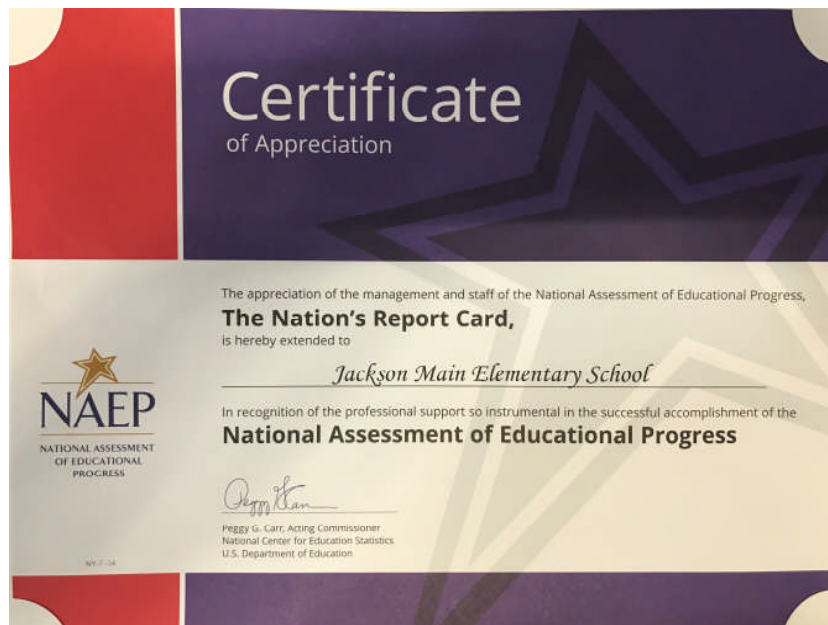 Certificate
of Appreciation
The appreciation of the management and staff of the National Assessment of Educational Progress,
The Nation's Report Card,
is hereby extended to
Jackson Main Elementary School
In recognition of the professional support so instrumental in the successful accomplishment of the
National Assessment of Educational Progress
NAEP
NATIONAL ASSESSMENT
OF EDUCATIONAL
PROGRESS
Peggy G. Carr, Acting Commissioner
National Center for Education Statistics
U.S. Department of Education